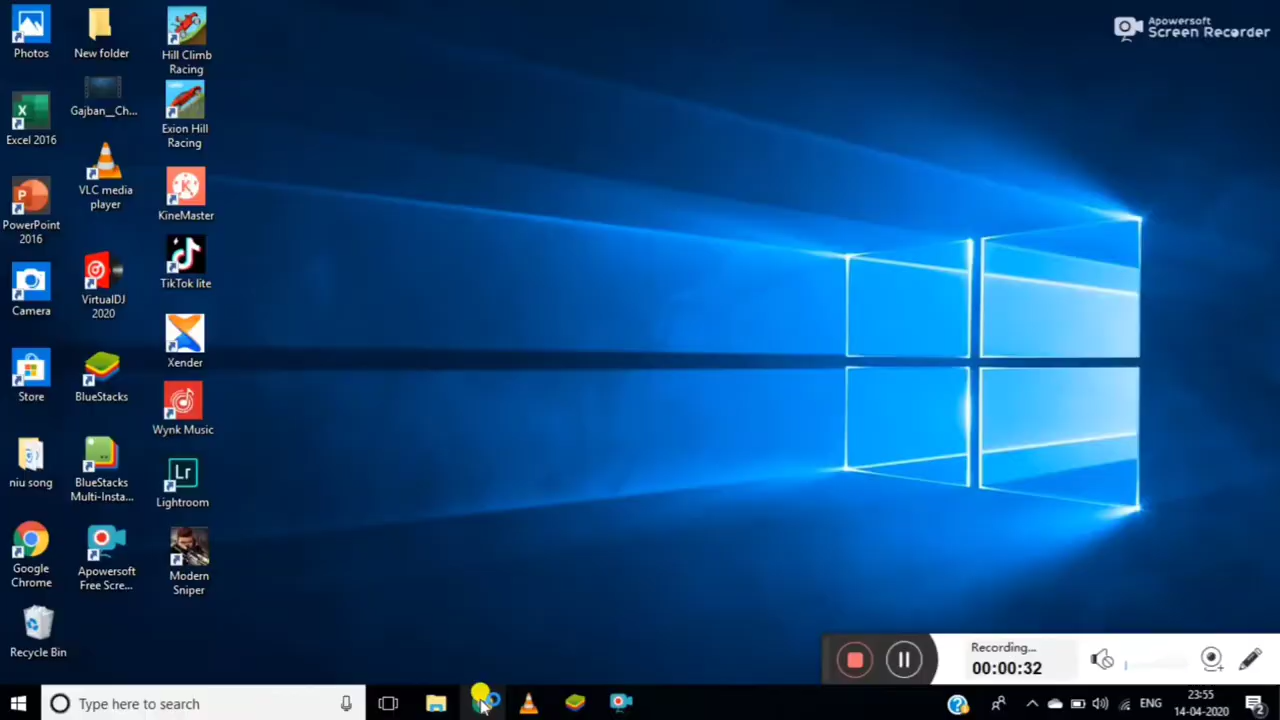 Photos
New folder
Hill Climb
Racing
Apowersoft
Screen Recorder
Excel 2016
Gajban__Ch...
Exion Hill
Racing
PowerPoint
2016
VLC media
player
KineMaster
Camera
VirtualDJ
2020
TikTok lite
Store
BlueStacks
Xender
niu song
BlueStacks
Multi-Insta...
Wynk Music
Google
Chrome
Apowersoft
Free Scre...
Lr
Lightroom
Recycle Bin
Modern
Sniper
Recording...
00:00:32
Type here to search
ENG
23:55
14-04-2020
2